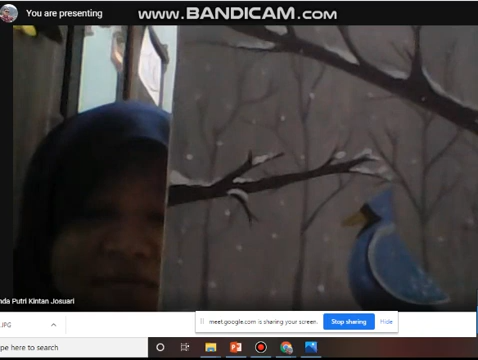 You are presenting
WWW.BANDICAM.COM
nda Putri Kintan Josuari
.JPG
meet.google.com is sharing your screen.
Stop sharing
Hide
pe here to search